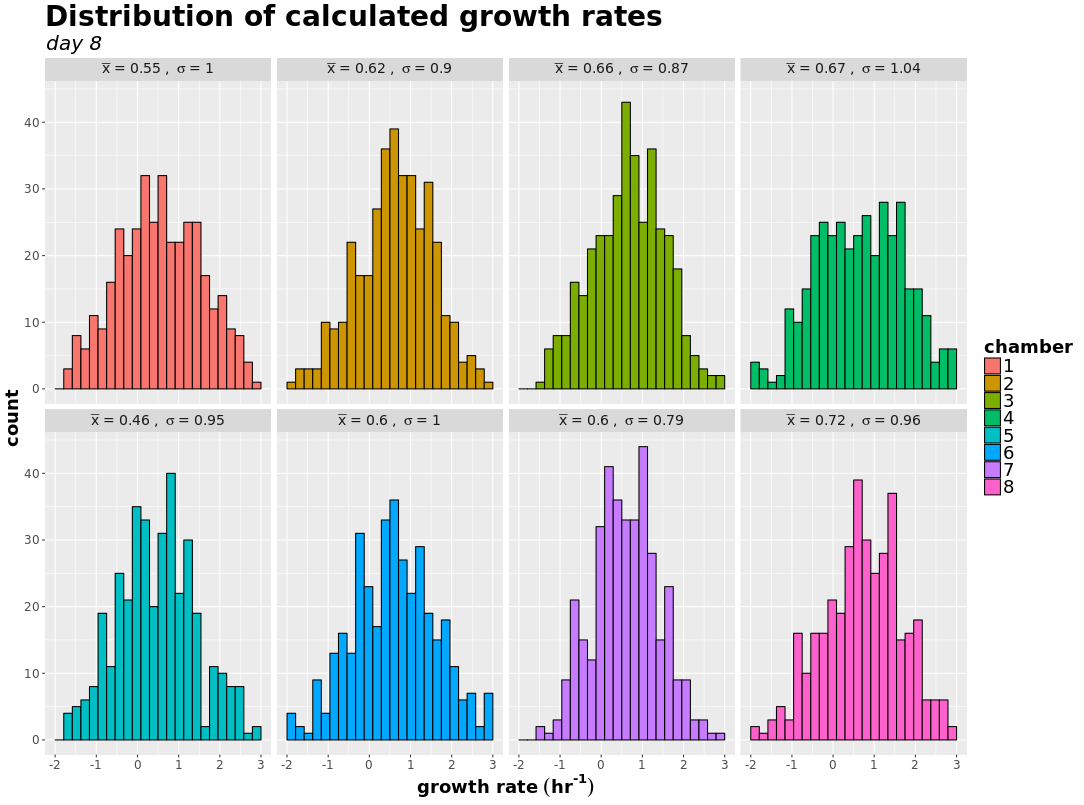 Distribution of calculated growth rates
day 8
x̅ = 0.55 ,  σ = 1
x̅ = 0.62 ,  σ = 0.9
x̅ = 0.66 ,  σ = 0.87
x̅ = 0.67 ,  σ = 1.04
40
30
20
10
0
count
chamber
1
2
3
4
5
6
7
8
x̅ = 0.46 ,  σ = 0.95
x̅ = 0.6 ,  σ = 1
x̅ = 0.6 ,  σ = 0.79
x̅ = 0.72 ,  σ = 0.96
40
30
20
10
0
-2 -1 0 1 2 3 -2 -1 0 1 2 3 -2 -1 0 1 2 3 -2 -1 0 1 2 3
growth rate (hr⁻¹)